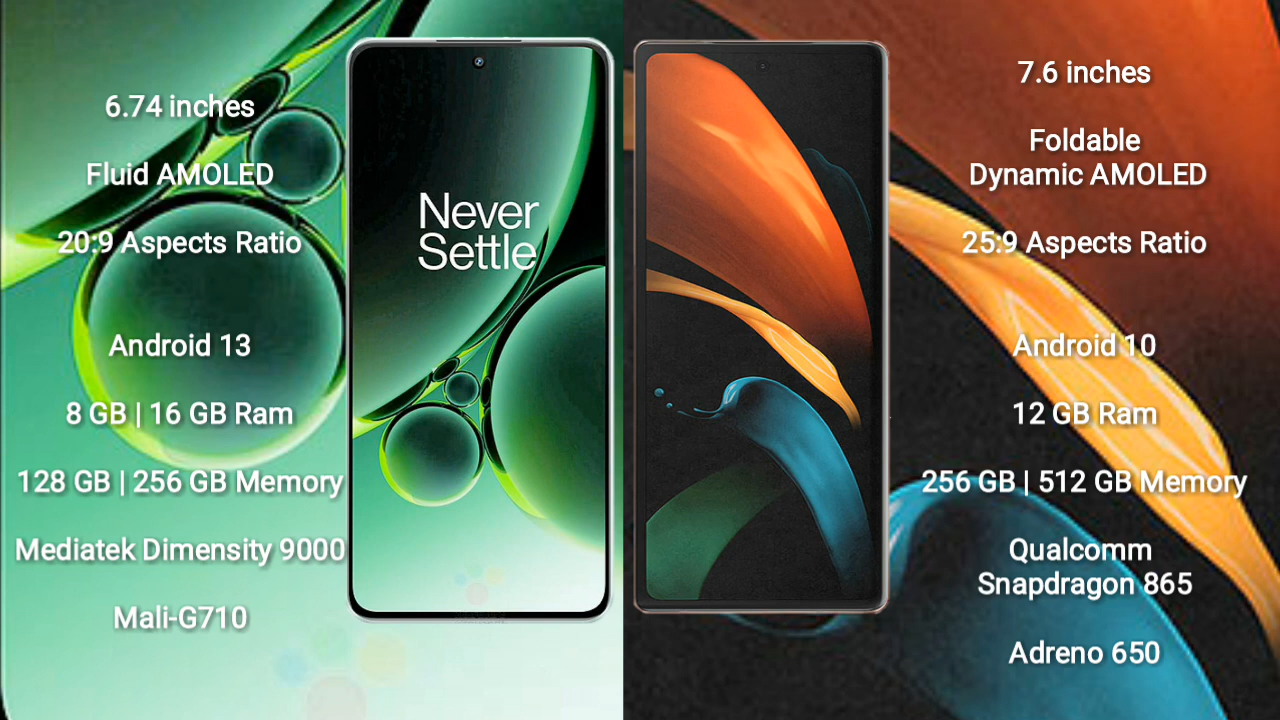 6.74 inches
Fluid AMOLED
20:9 Aspects Ratio
Android 13
8 GB | 16 GB Ram
128 GB | 256 GB Memory
Mediatek Dimensity 9000
Mali-G710
Never
Settle
7.6 inches
Foldable
Dynamic AMOLED
25:9 Aspects Ratio
Android 10
12 GB Ram
256 GB | 512 GB Memory
Qualcomm
Snapdragon 865
Adreno 650